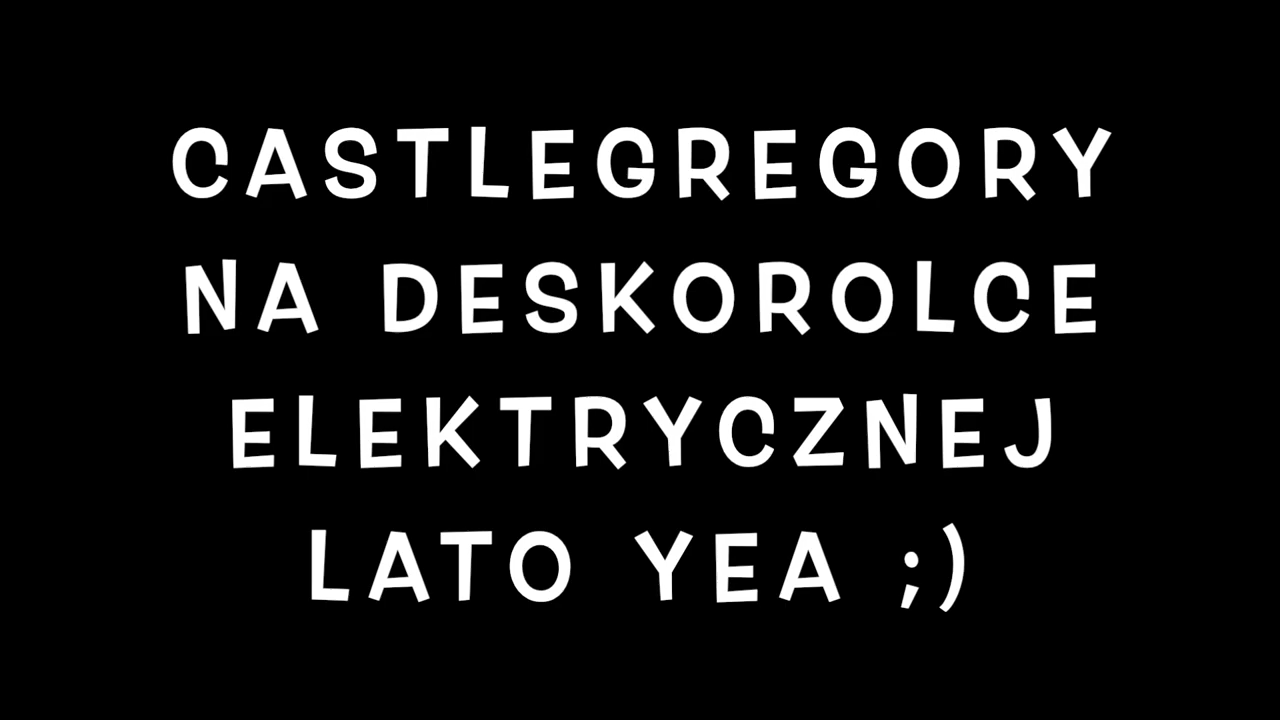 CASTLEGREGORY
NA DESKOROLCE
ELEKTRYCZNEJ
LATO YEA ;)